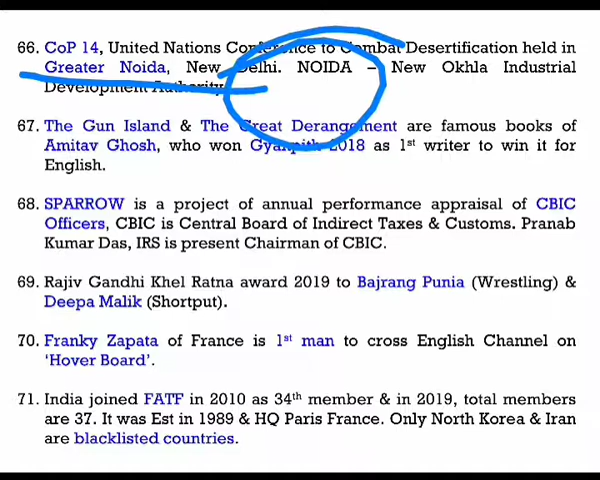 66. CoP 14, United Nations Conference to Combat Desertification held in
Greater Noida, New Delhi. NOIDA – New Okhla Industrial
Development Authority.
67. The Gun Island & The Great Derangement are famous books of
Amitav Ghosh, who won Gyanpith 2018 as 1st writer to win it for
English.
68. SPARROW is a project of annual performance appraisal of CBIC
Officers, CBIC is Central Board of Indirect Taxes & Customs. Pranab
Kumar Das, IRS is present Chairman of CBIC.
69. Rajiv Gandhi Khel Ratna award 2019 to Bajrang Punia (Wrestling) &
Deepa Malik (Shortput).
70. Franky Zapata of France is 1st man to cross English Channel on
'Hover Board'.
71. India joined FATF in 2010 as 34th member & in 2019, total members
are 37. It was Est in 1989 & HQ Paris France. Only North Korea & Iran
are blacklisted countries.